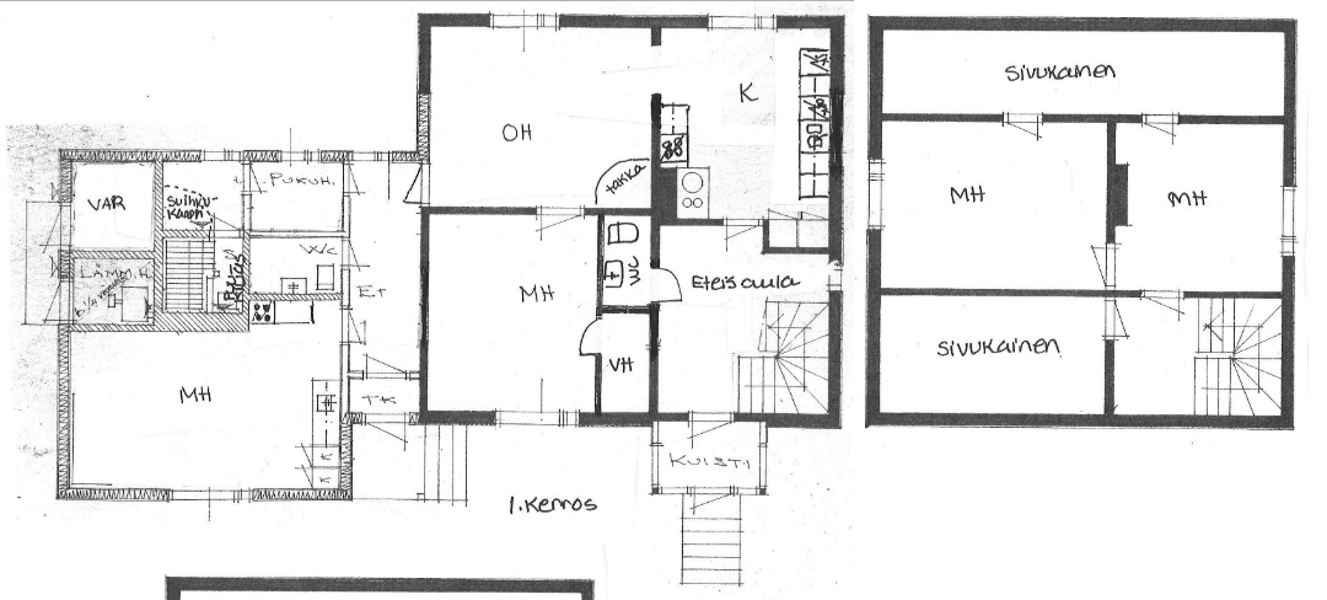 Sivukainen
K
OH
takka
PUKUH.
VAR
Suihku-
kaappi
MH
MH
WC
LÄMM.H.
WC
Eteisaula
ET
MH
Sivukainen
VH
MH
TK
KUISTI
K
K
1.Kerros